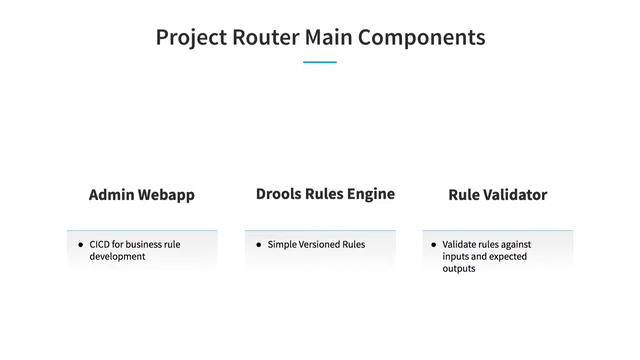 Project Router Main Components
Admin Webapp
● CICD for business rule
development
Drools Rules Engine
● Simple Versioned Rules
Rule Validator
● Validate rules against
inputs and expected
outputs